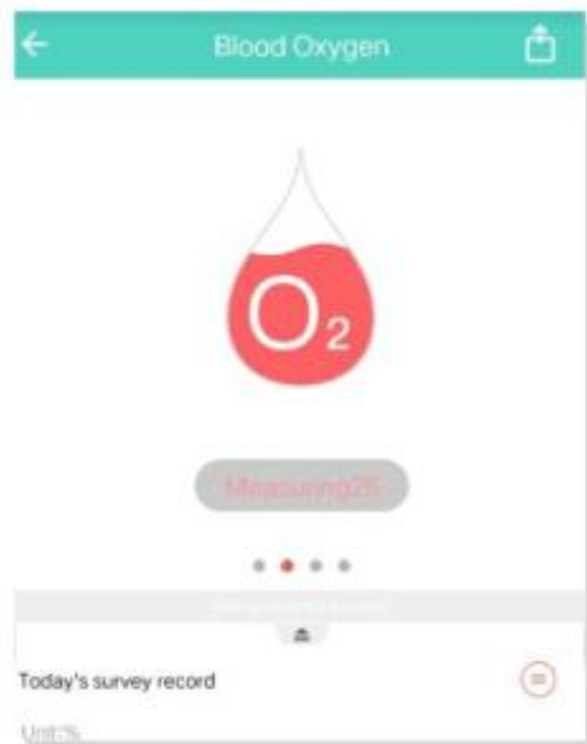 Blood Oxygen
O₂
Measuring25
Today's survey record
Unit:%